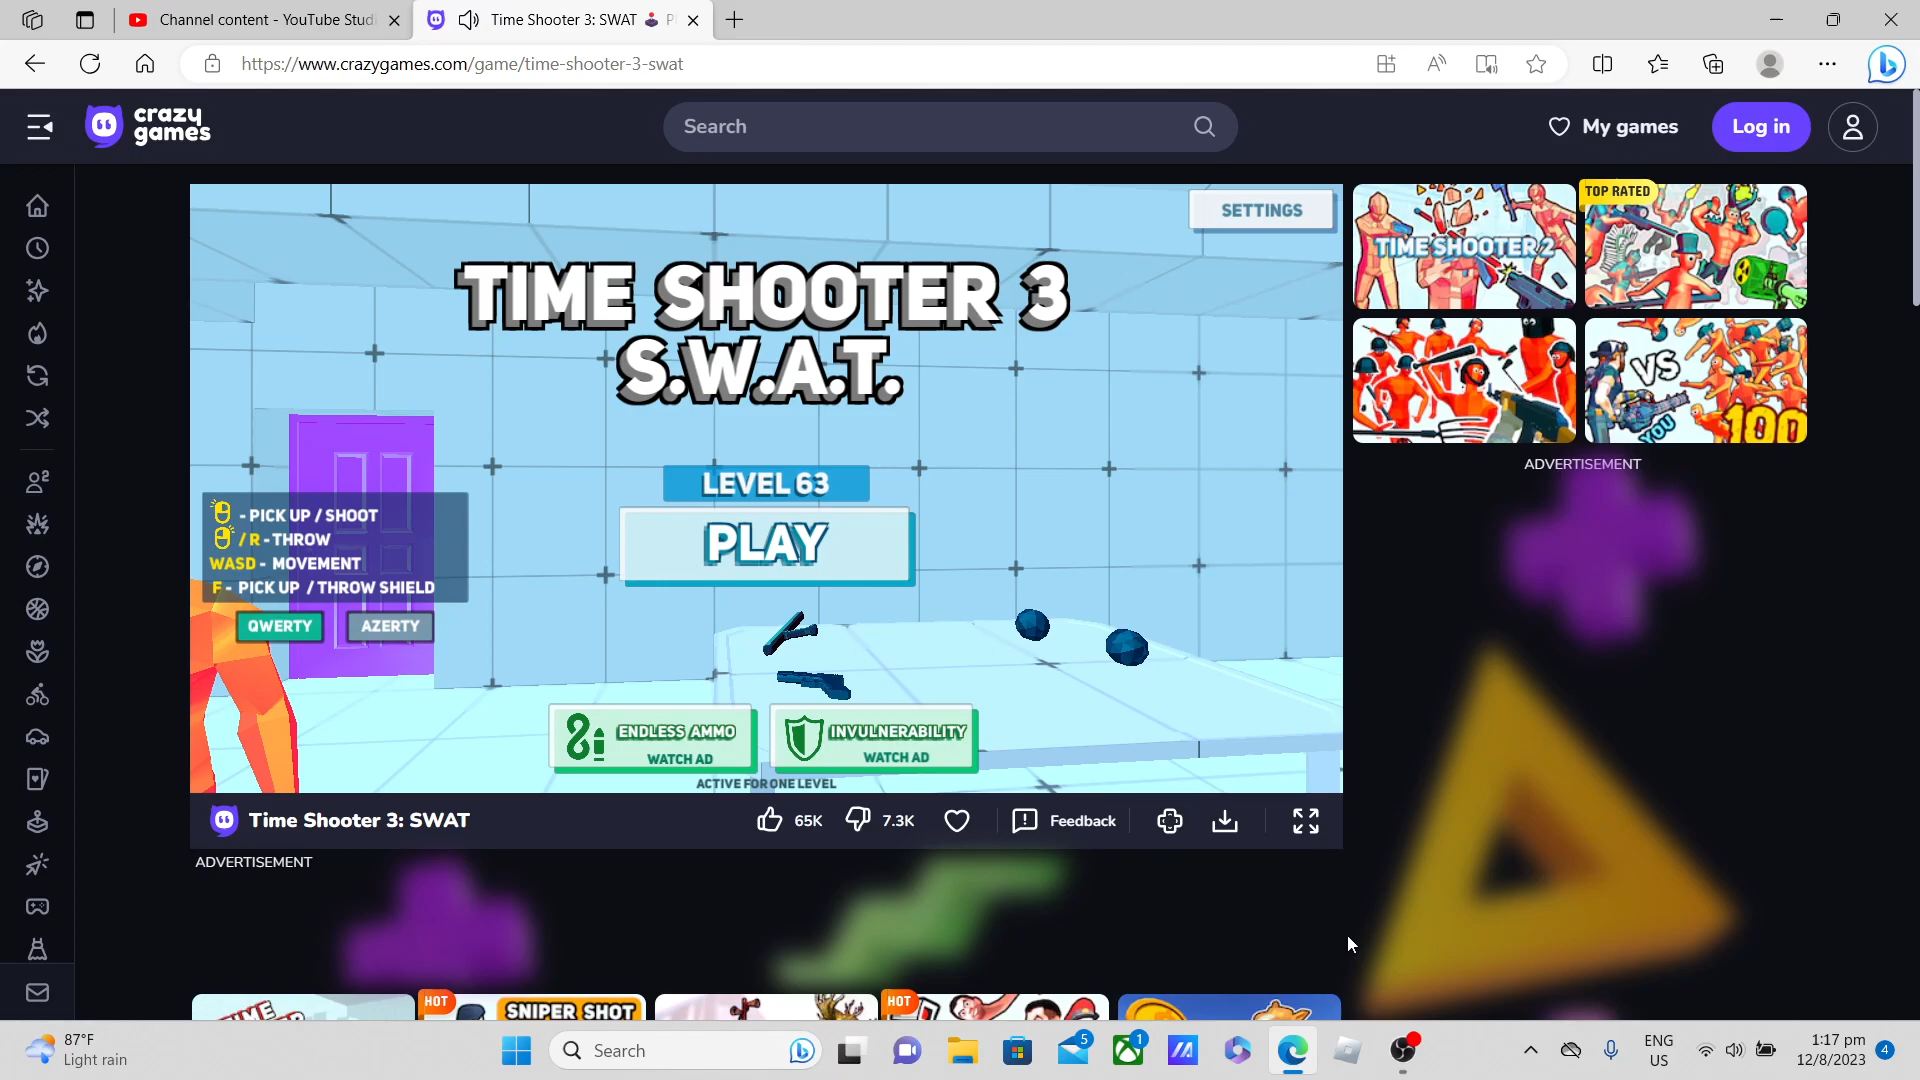 Channel content - YouTube Stud
Time Shooter 3: SWAT
https://www.crazygames.com/game/time-shooter-3-swat
crazy
games
Search
My games
Log in
SETTINGS
TIME SHOOTER 3
S.W.A.T.
LEVEL 63
PLAY
- PICK UP / SHOOT
/ R - THROW
WASD - MOVEMENT
F - PICK UP / THROW SHIELD
QWERTY
AZERTY
ENDLESS AMMO
WATCH AD
INVULNERABILITY
WATCH AD
ACTIVE FOR ONE LEVEL
TIME SHOOTER 2
TOP RATED
VS
YOU
100
ADVERTISEMENT
Time Shooter 3: SWAT
65K
7.3K
Feedback
ADVERTISEMENT
HOT
SNIPER SHOT
HOT
87°F
Light rain
Search
5
1
ENG
US
1:17 pm
12/8/2023
4